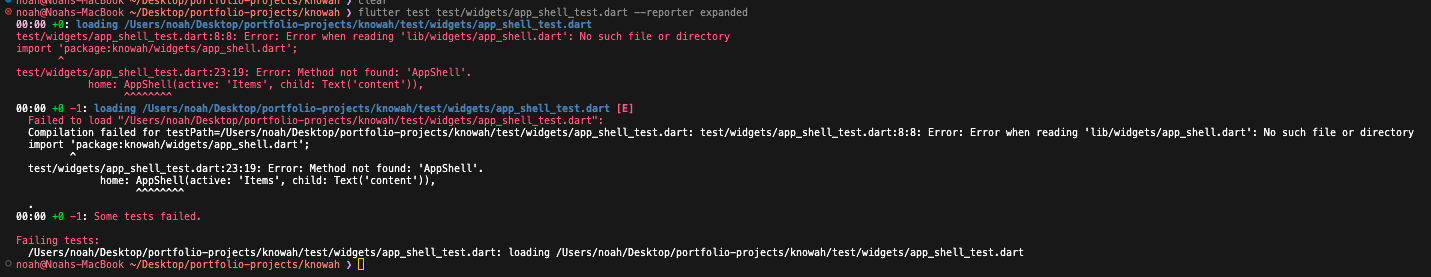 noah@Noahs-MacBook ~/Desktop/portfolio-projects/knowah ❯ clear
noah@Noahs-MacBook ~/Desktop/portfolio-projects/knowah ❯ flutter test test/widgets/app_shell_test.dart --reporter expanded
00:00 +0: loading /Users/noah/Desktop/portfolio-projects/knowah/test/widgets/app_shell_test.dart
test/widgets/app_shell_test.dart:8:8: Error: Error when reading 'lib/widgets/app_shell.dart': No such file or directory
import 'package:knowah/widgets/app_shell.dart';
^
test/widgets/app_shell_test.dart:23:19: Error: Method not found: 'AppShell'.
home: AppShell(active: 'Items', child: Text('content')),
^^^^^^^^
00:00 +0 -1: loading /Users/noah/Desktop/portfolio-projects/knowah/test/widgets/app_shell_test.dart [E]
Failed to load "/Users/noah/Desktop/portfolio-projects/knowah/test/widgets/app_shell_test.dart":
Compilation failed for testPath=/Users/noah/Desktop/portfolio-projects/knowah/test/widgets/app_shell_test.dart: test/widgets/app_shell_test.dart:8:8: Error: Error when reading 'lib/widgets/app_shell.dart': No such file or directory
import 'package:knowah/widgets/app_shell.dart';
^
test/widgets/app_shell_test.dart:23:19: Error: Method not found: 'AppShell'.
home: AppShell(active: 'Items', child: Text('content')),
^^^^^^^^
.
00:00 +0 -1: Some tests failed.
Failing tests:
/Users/noah/Desktop/portfolio-projects/knowah/test/widgets/app_shell_test.dart: loading /Users/noah/Desktop/portfolio-projects/knowah/test/widgets/app_shell_test.dart
noah@Noahs-MacBook ~/Desktop/portfolio-projects/knowah ❯